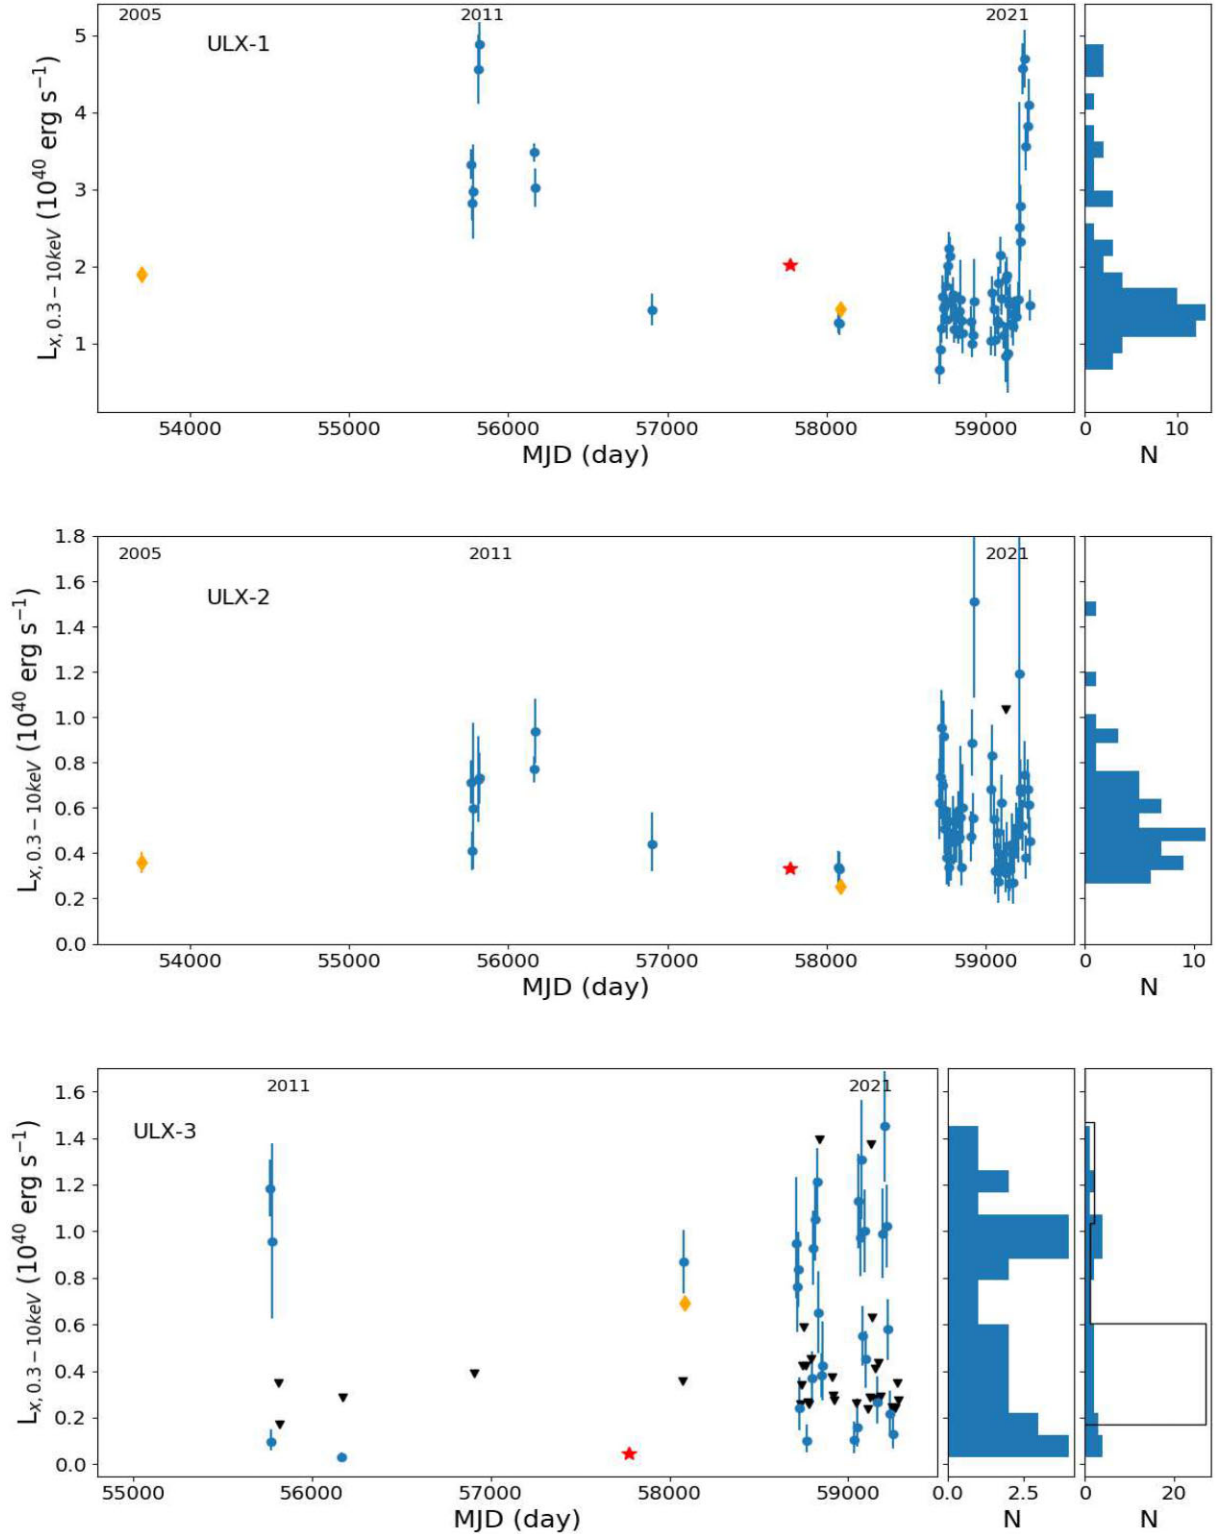 2005 2011 2021
ULX-1
5
4
3
2
1
L_{x, 0.3−10keV} (10^{40} erg s^{−1})
54000 55000 56000 57000 58000 59000 0 10
MJD (day) N
2005 2011 2021
ULX-2
1.8
1.6
1.4
1.2
1.0
0.8
0.6
0.4
0.2
0.0
L_{x, 0.3−10keV} (10^{40} erg s^{−1})
54000 55000 56000 57000 58000 59000 0 10
MJD (day) N
2011 2021
ULX-3
1.6
1.4
1.2
1.0
0.8
0.6
0.4
0.2
0.0
L_{x, 0.3−10keV} (10^{40} erg s^{−1})
55000 56000 57000 58000 59000 0.0 2.5 0 20
MJD (day) N N